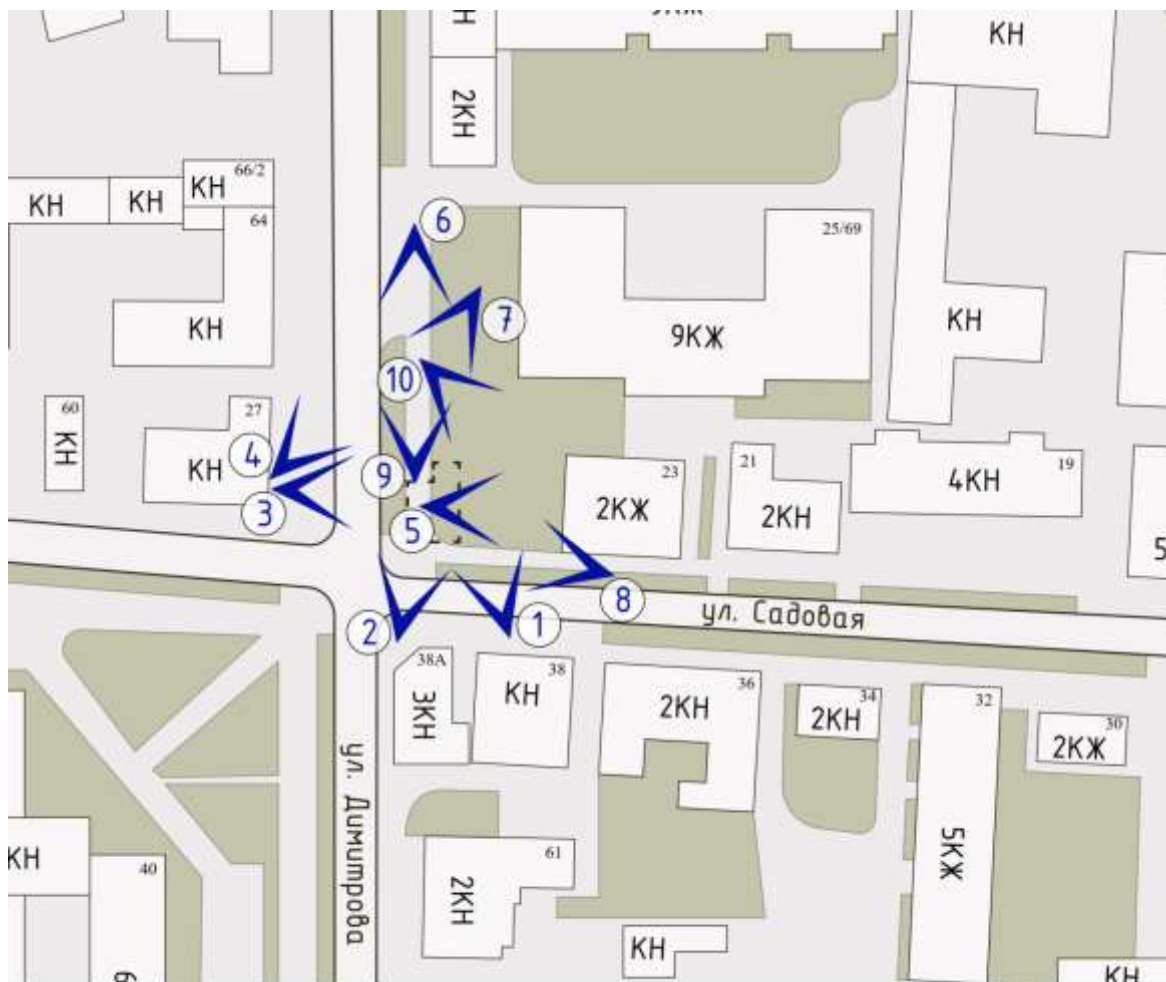 КН
2КН
КН
66/2
КН
КН
КН
64
КН
6
25/69
7
9КЖ
КН
10
60
КН
27
4
КН
3
9
5
23
2КЖ
21
2КН
19
4КН
5
ул. Садовая
8
1
2
38А
3КН
38
КН
36
2КН
34
2КН
32
5КЖ
30
2КЖ
ул. Димитрова
61
2КН
КН
40
КН
КН